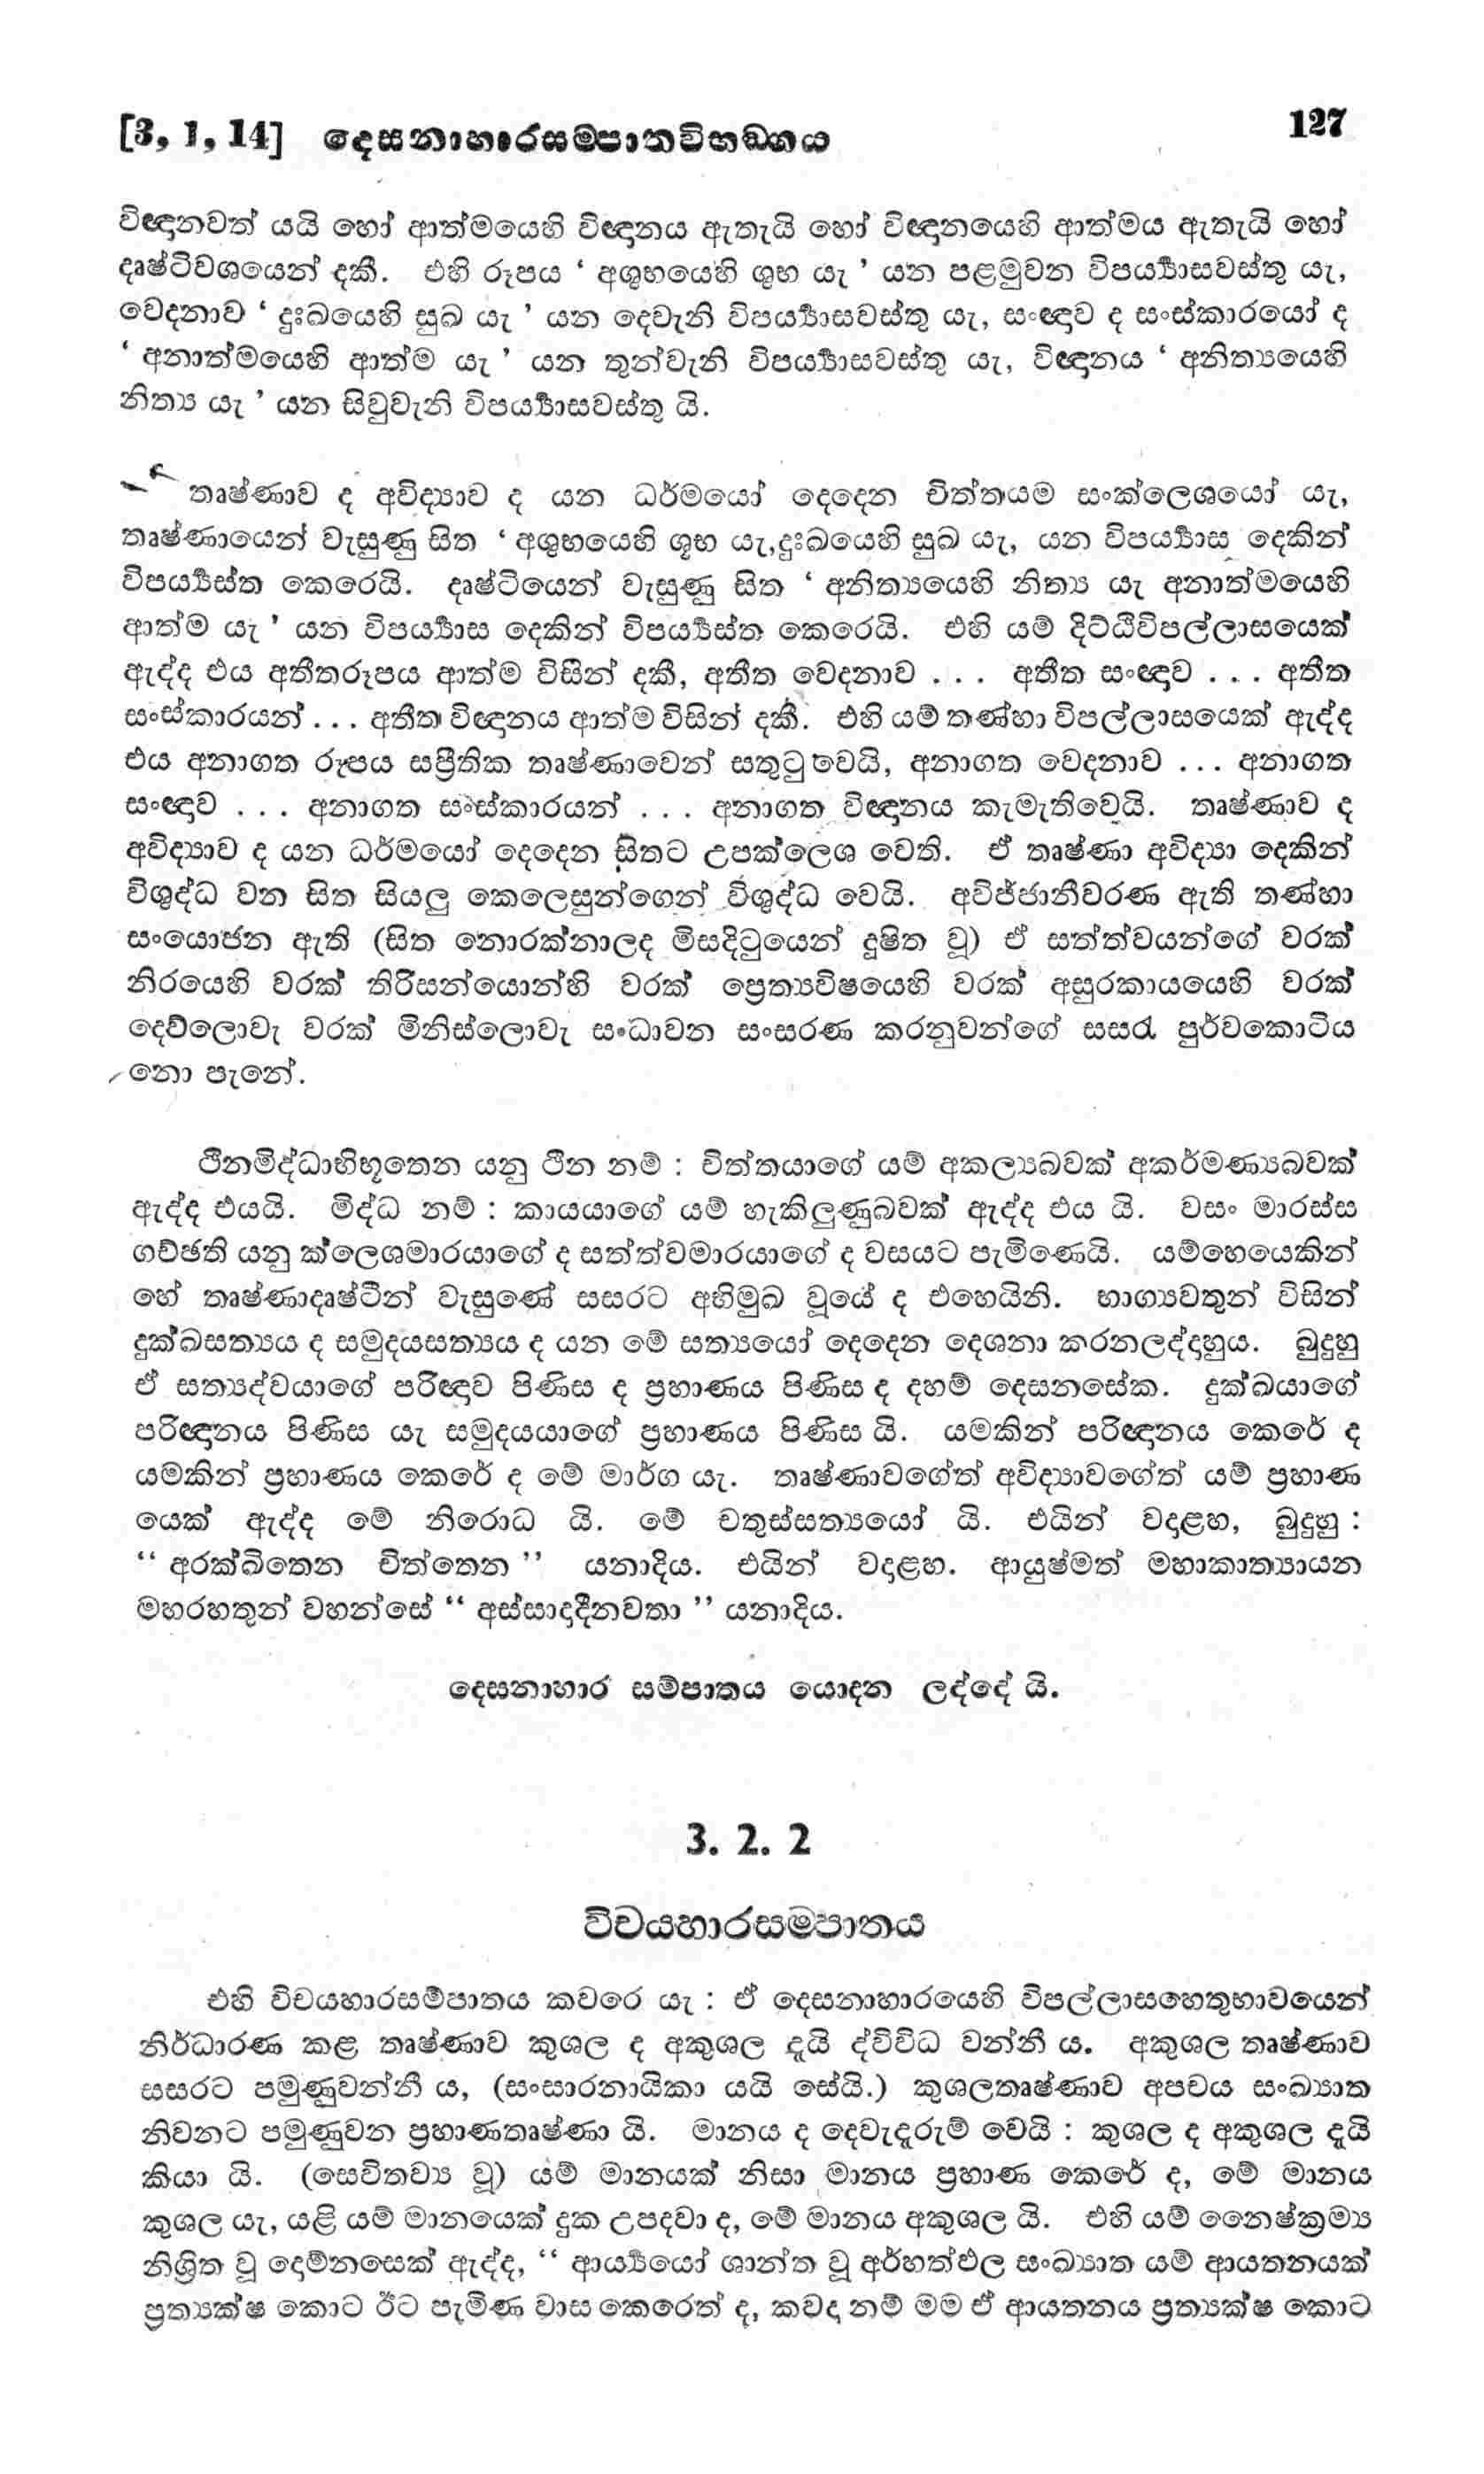 [3, 1, 14] දෙසනාහාරසම්පාතවිභඞ්ගය
127
විඥානවත් යයි හෝ ආත්මයෙහි විඥානය ඇතැයි හෝ විඥානයෙහි ආත්මය ඇතැයි හෝ
දෘෂ්ටිවශයෙන් දකී. එහි රූපය ‘ අශුභයෙහි ශුභ යැ ’ යන පළමුවන විපර්‍ය්‍යාසවස්තු යැ,
වෙදනාව ‘ දුඃඛයෙහි සුඛ යැ ’ යන දෙවැනි විපර්‍ය්‍යාසවස්තු යැ, සංඥාව ද සංස්කාරයෝ ද
‘ අනාත්මයෙහි ආත්ම යැ ’ යන තුන්වැනි විපර්‍ය්‍යාසවස්තු යැ, විඥානය ‘ අනිත්‍යයෙහි
නිත්‍ය යැ ’ යන සිවුවැනි විපර්‍ය්‍යාසවස්තු යි.
තෘෂ්ණාව ද අවිද්‍යාව ද යන ධර්මයෝ දෙදෙන චිත්තයම සංක්ලෙශයෝ යැ,
තෘෂ්ණායෙන් වැසුණු සිත ‘ අශුභයෙහි ශූභ යැ,දුඃඛයෙහි සුඛ යැ, යන විපර්‍ය්‍යාස දෙකින්
විපර්‍ය්‍යස්ත කෙරෙයි. දෘෂ්ටියෙන් වැසුණු සිත ‘ අනිත්‍යයෙහි නිත්‍ය යැ අනාත්මයෙහි
ආත්ම යැ ’ යන විපර්‍ය්‍යාස දෙකින් විපර්‍ය්‍යස්ත කෙරෙයි. එහි යම් දිට්ඨිවිපල්ලාසයෙක්
ඇද්ද එය අතීතරූපය ආත්ම විසින් දකී, අතීත වෙදනාව . . . අතීත සංඥාව . . . අතීත
සංස්කාරයන් . . . අතීත විඥානය ආත්ම විසින් දකී. එහි යම් තණ්හා විපල්ලාසයෙක් ඇද්ද
එය අනාගත රූපය සප්‍රීතික තෘෂ්ණාවෙන් සතුටු වෙයි, අනාගත වෙදනාව . . . අනාගත
සංඥාව . . . අනාගත සංස්කාරයන් . . . අනාගත විඥානය කැමැතිවෙයි. තෘෂ්ණාව ද
අවිද්‍යාව ද යන ධර්මයෝ දෙදෙන සිතට උපක්ලෙශ වෙති. ඒ තෘෂ්ණා අවිද්‍යා දෙකින්
විශුද්ධ වන සිත සියලු කෙලෙසුන්ගෙන් විශුද්ධ වෙයි. අවිජ්ජානීවරණ ඇති තණ්හා
සංයොජන ඇති (සිත නොරක්නාලද මිසදිටුයෙන් දූෂිත වූ) ඒ සත්ත්වයන්ගේ වරක්
නිරයෙහි වරක් තිරිසන්යොන්හි වරක් ප්‍රෙත්‍යවිෂයෙහි වරක් අසුරකායයෙහි වරක්
දෙව්ලොවැ වරක් මිනිස්ලොවැ සංධාවන සංසරණ කරනුවන්ගේ සසරැ පූර්වකොටිය
නො පැනේ.
ථීනමිද්ධාභිභූතෙන යනු ථීන නම් : චිත්තයාගේ යම් අකල්‍යබවක් අකර්මණ්‍යබවක්
ඇද්ද එයයි. මිද්ධ නම් : කායයාගේ යම් හැකිලුණුබවක් ඇද්ද එය යි. වසං මාරස්ස
ගච්ඡති යනු ක්ලෙශමාරයාගේ ද සත්ත්වමාරයාගේ ද වසයට පැමිණෙයි. යම්හෙයෙකින්
හේ තෘෂ්ණාදෘෂ්ටීන් වැසුණේ සසරට අභිමුඛ වූයේ ද එහෙයිනි. භාග්‍යවතුන් විසින්
දුක්ඛසත්‍යය ද සමුදයසත්‍යය ද යන මේ සත්‍යයෝ දෙදෙන දෙශනා කරනලද්දාහුය. බුදුහු
ඒ සත්‍යද්වයාගේ පරිඥාව පිණිස ද ප්‍රහාණය පිණිස ද දහම් දෙසනසේක. දුක්ඛයාගේ
පරිඥානය පිණිස යැ සමුදයයාගේ ප්‍රහාණය පිණිස යි. යමකින් පරිඥානය කෙරේ ද
යමකින් ප්‍රහාණය කෙරේ ද මේ මාර්ග යැ. තෘෂ්ණාවගේත් අවිද්‍යාවගේත් යම් ප්‍රහාණ
යෙක් ඇද්ද මේ නිරොධ යි. මේ චතුස්සත්‍යයෝ යි. එයින් වදාළහ, බුදුහු :
“ අරක්ඛිතෙන චිත්තෙන ” යනාදිය. එයින් වදාළහ. ආයුෂ්මත් මහාකාත්‍යායන
මහරහතුන් වහන්සේ “ අස්සාදාදීනවතා ” යනාදිය.
දෙසනාහාර සම්පාතය යොදන ලද්දේ යි.
3. 2. 2
විචයහාරසම්පාතය
එහි විචයහාරසම්පාතය කවරෙ යැ : ඒ දෙසනාහාරයෙහි විපල්ලාසහෙතුභාවයෙන්
නිර්ධාරණ කළ තෘෂ්ණාව කුශල ද අකුශල දැයි ද්විවිධ වන්නී ය. අකුශල තෘෂ්ණාව
සසරට පමුණුවන්නී ය, (සංසාරනායිකා යයි සේයි.) කුශලතෘෂ්ණාව අපචය සංඛ්‍යාත
නිවනට පමුණුවන ප්‍රහාණතෘෂ්ණා යි. මානය ද දෙවැදෑරුම් වෙයි : කුශල ද අකුශල දැයි
කියා යි. (සෙවිතව්‍ය වූ) යම් මානයක් නිසා මානය ප්‍රහාණ කෙරේ ද, මේ මානය
කුශල යැ, යළි යම් මානයෙක් දුක උපදවා ද, මේ මානය අකුශල යි. එහි යම් නෛෂ්ක්‍රම්‍ය
නිශ්‍රිත වූ දොම්නසෙක් ඇද්ද, “ ආර්‍ය්‍යයෝ ශාන්ත වූ අර්හත්ඵල සංඛ්‍යාත යම් ආයතනයක්
ප්‍රත්‍යක්ෂ කොට ඊට පැමිණ වාස කෙරෙත් ද, කවදා නම් මම ඒ ආයතනය ප්‍රත්‍යක්ෂ කොට